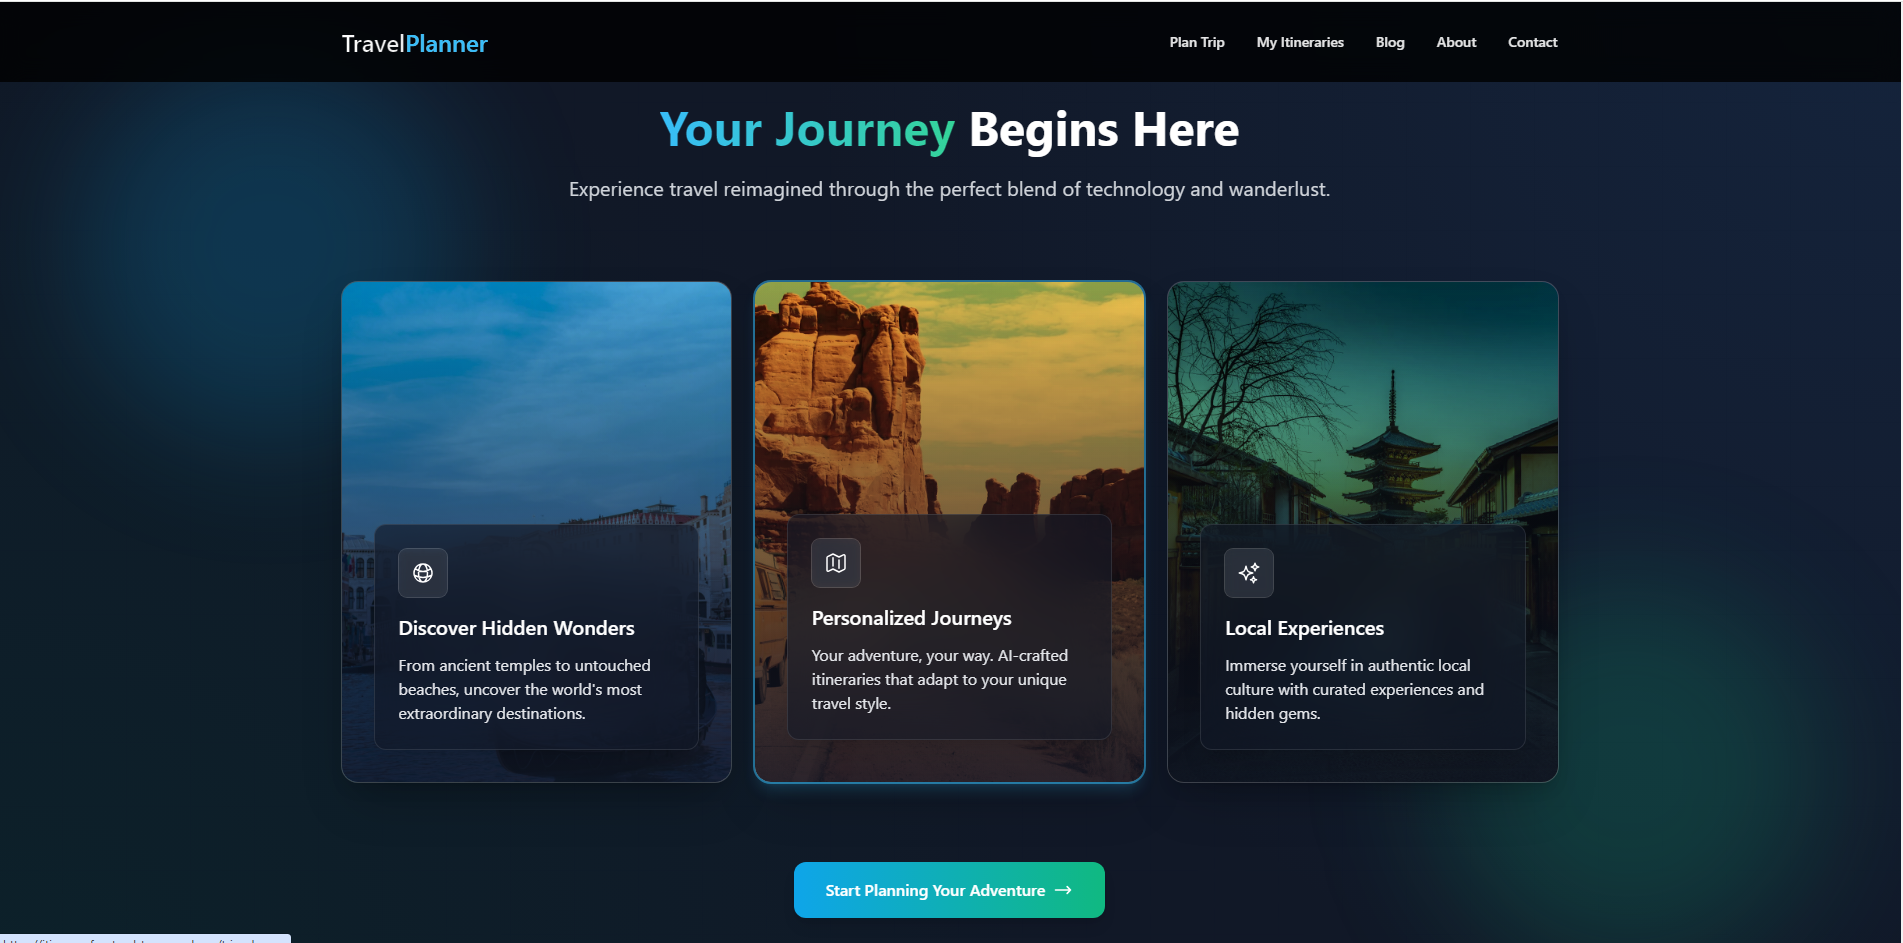 TravelPlanner
Plan Trip
My Itineraries
Blog
About
Contact
Your Journey Begins Here
Experience travel reimagined through the perfect blend of technology and wanderlust.
Discover Hidden Wonders
From ancient temples to untouched
beaches, uncover the world's most
extraordinary destinations.
Personalized Journeys
Your adventure, your way. AI-crafted
itineraries that adapt to your unique
travel style.
Local Experiences
Immerse yourself in authentic local
culture with curated experiences and
hidden gems.
Start Planning Your Adventure →